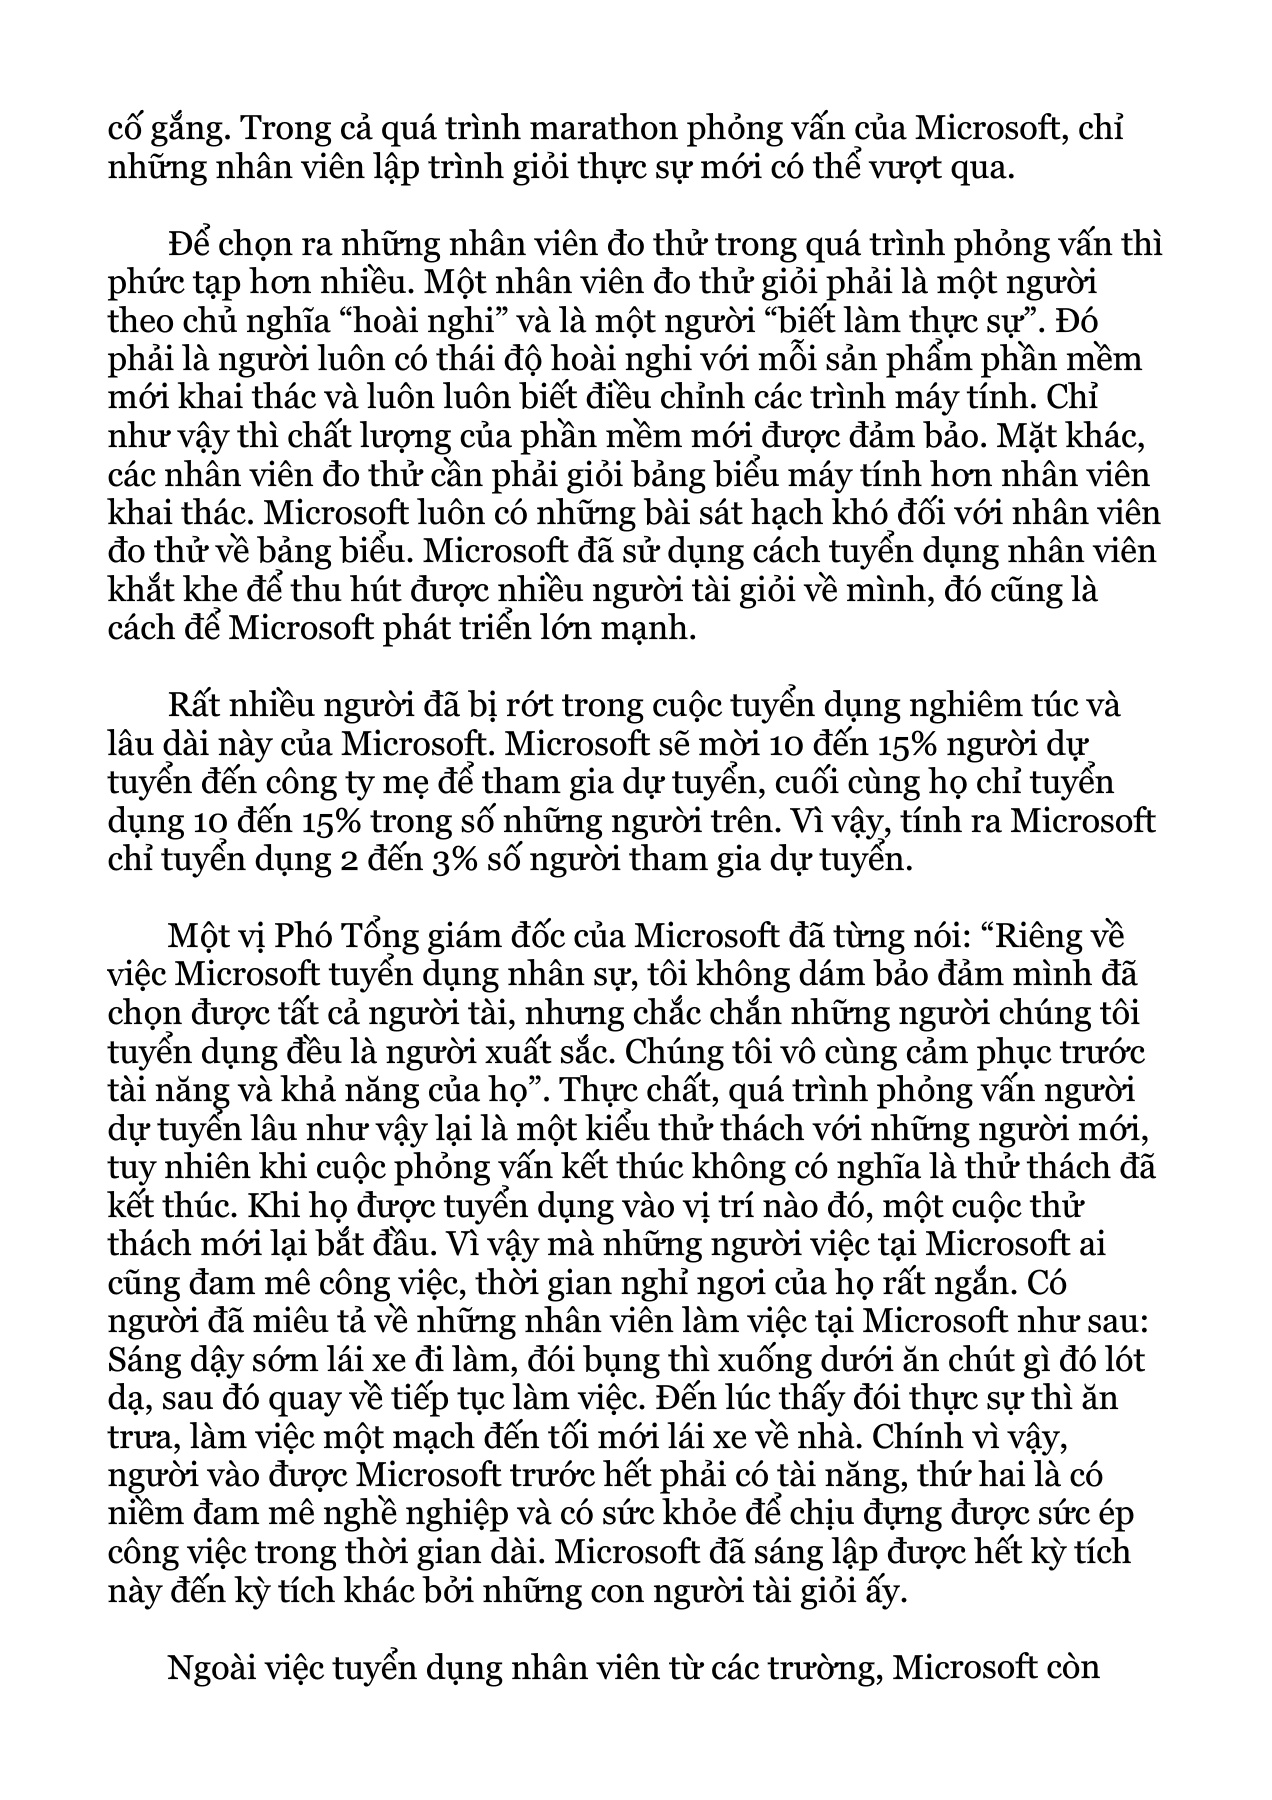 cố gắng. Trong cả quá trình marathon phỏng vấn của Microsoft, chỉ
những nhân viên lập trình giỏi thực sự mới có thể vượt qua.
Để chọn ra những nhân viên đo thử trong quá trình phỏng vấn thì
phức tạp hơn nhiều. Một nhân viên đo thử giỏi phải là một người
theo chủ nghĩa “hoài nghi” và là một người “biết làm thực sự”. Đó
phải là người luôn có thái độ hoài nghi với mỗi sản phẩm phần mềm
mới khai thác và luôn luôn biết điều chỉnh các trình máy tính. Chỉ
như vậy thì chất lượng của phần mềm mới được đảm bảo. Mặt khác,
các nhân viên đo thử cần phải giỏi bảng biểu máy tính hơn nhân viên
khai thác. Microsoft luôn có những bài sát hạch khó đối với nhân viên
đo thử về bảng biểu. Microsoft đã sử dụng cách tuyển dụng nhân viên
khắt khe để thu hút được nhiều người tài giỏi về mình, đó cũng là
cách để Microsoft phát triển lớn mạnh.
Rất nhiều người đã bị rớt trong cuộc tuyển dụng nghiêm túc và
lâu dài này của Microsoft. Microsoft sẽ mời 10 đến 15% người dự
tuyển đến công ty mẹ để tham gia dự tuyển, cuối cùng họ chỉ tuyển
dụng 10 đến 15% trong số những người trên. Vì vậy, tính ra Microsoft
chỉ tuyển dụng 2 đến 3% số người tham gia dự tuyển.
Một vị Phó Tổng giám đốc của Microsoft đã từng nói: “Riêng về
việc Microsoft tuyển dụng nhân sự, tôi không dám bảo đảm mình đã
chọn được tất cả người tài, nhưng chắc chắn những người chúng tôi
tuyển dụng đều là người xuất sắc. Chúng tôi vô cùng cảm phục trước
tài năng và khả năng của họ”. Thực chất, quá trình phỏng vấn người
dự tuyển lâu như vậy lại là một kiểu thử thách với những người mới,
tuy nhiên khi cuộc phỏng vấn kết thúc không có nghĩa là thử thách đã
kết thúc. Khi họ được tuyển dụng vào vị trí nào đó, một cuộc thử
thách mới lại bắt đầu. Vì vậy mà những người việc tại Microsoft ai
cũng đam mê công việc, thời gian nghỉ ngơi của họ rất ngắn. Có
người đã miêu tả về những nhân viên làm việc tại Microsoft như sau:
Sáng dậy sớm lái xe đi làm, đói bụng thì xuống dưới ăn chút gì đó lót
dạ, sau đó quay về tiếp tục làm việc. Đến lúc thấy đói thực sự thì ăn
trưa, làm việc một mạch đến tối mới lái xe về nhà. Chính vì vậy,
người vào được Microsoft trước hết phải có tài năng, thứ hai là có
niềm đam mê nghề nghiệp và có sức khỏe để chịu đựng được sức ép
công việc trong thời gian dài. Microsoft đã sáng lập được hết kỳ tích
này đến kỳ tích khác bởi những con người tài giỏi ấy.
Ngoài việc tuyển dụng nhân viên từ các trường, Microsoft còn